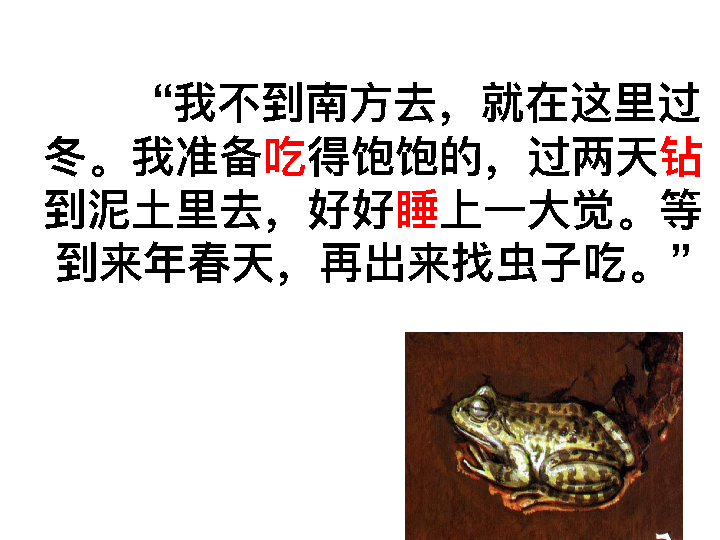 “我不到南方去，就在这里过
冬。我准备吃得饱饱的，过两天钻
到泥土里去，好好睡上一大觉。等
到来年春天，再出来找虫子吃。”